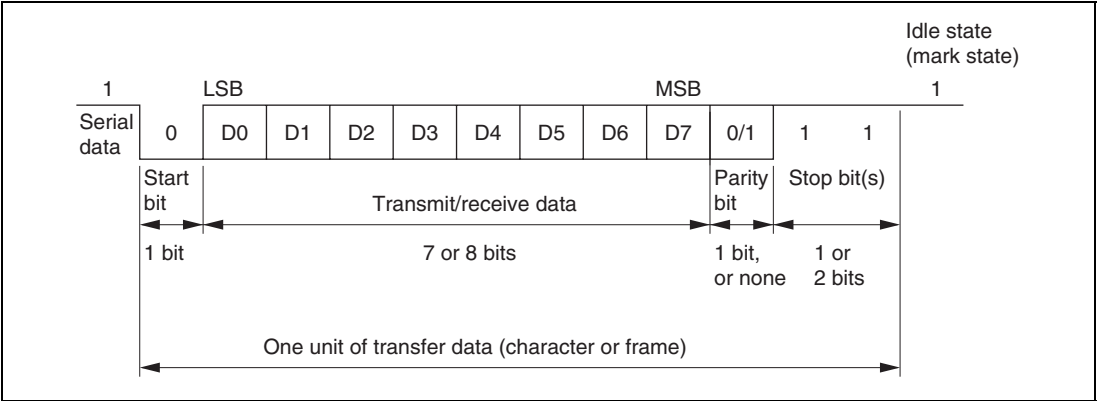 Idle state
(mark state)
1 LSB MSB 1
Serial
data
0 D0 D1 D2 D3 D4 D5 D6 D7 0/1 1 1
Start
bit
Transmit/receive data
Parity
bit
Stop bit(s)
1 bit
7 or 8 bits
1 bit,
or none
1 or
2 bits
One unit of transfer data (character or frame)